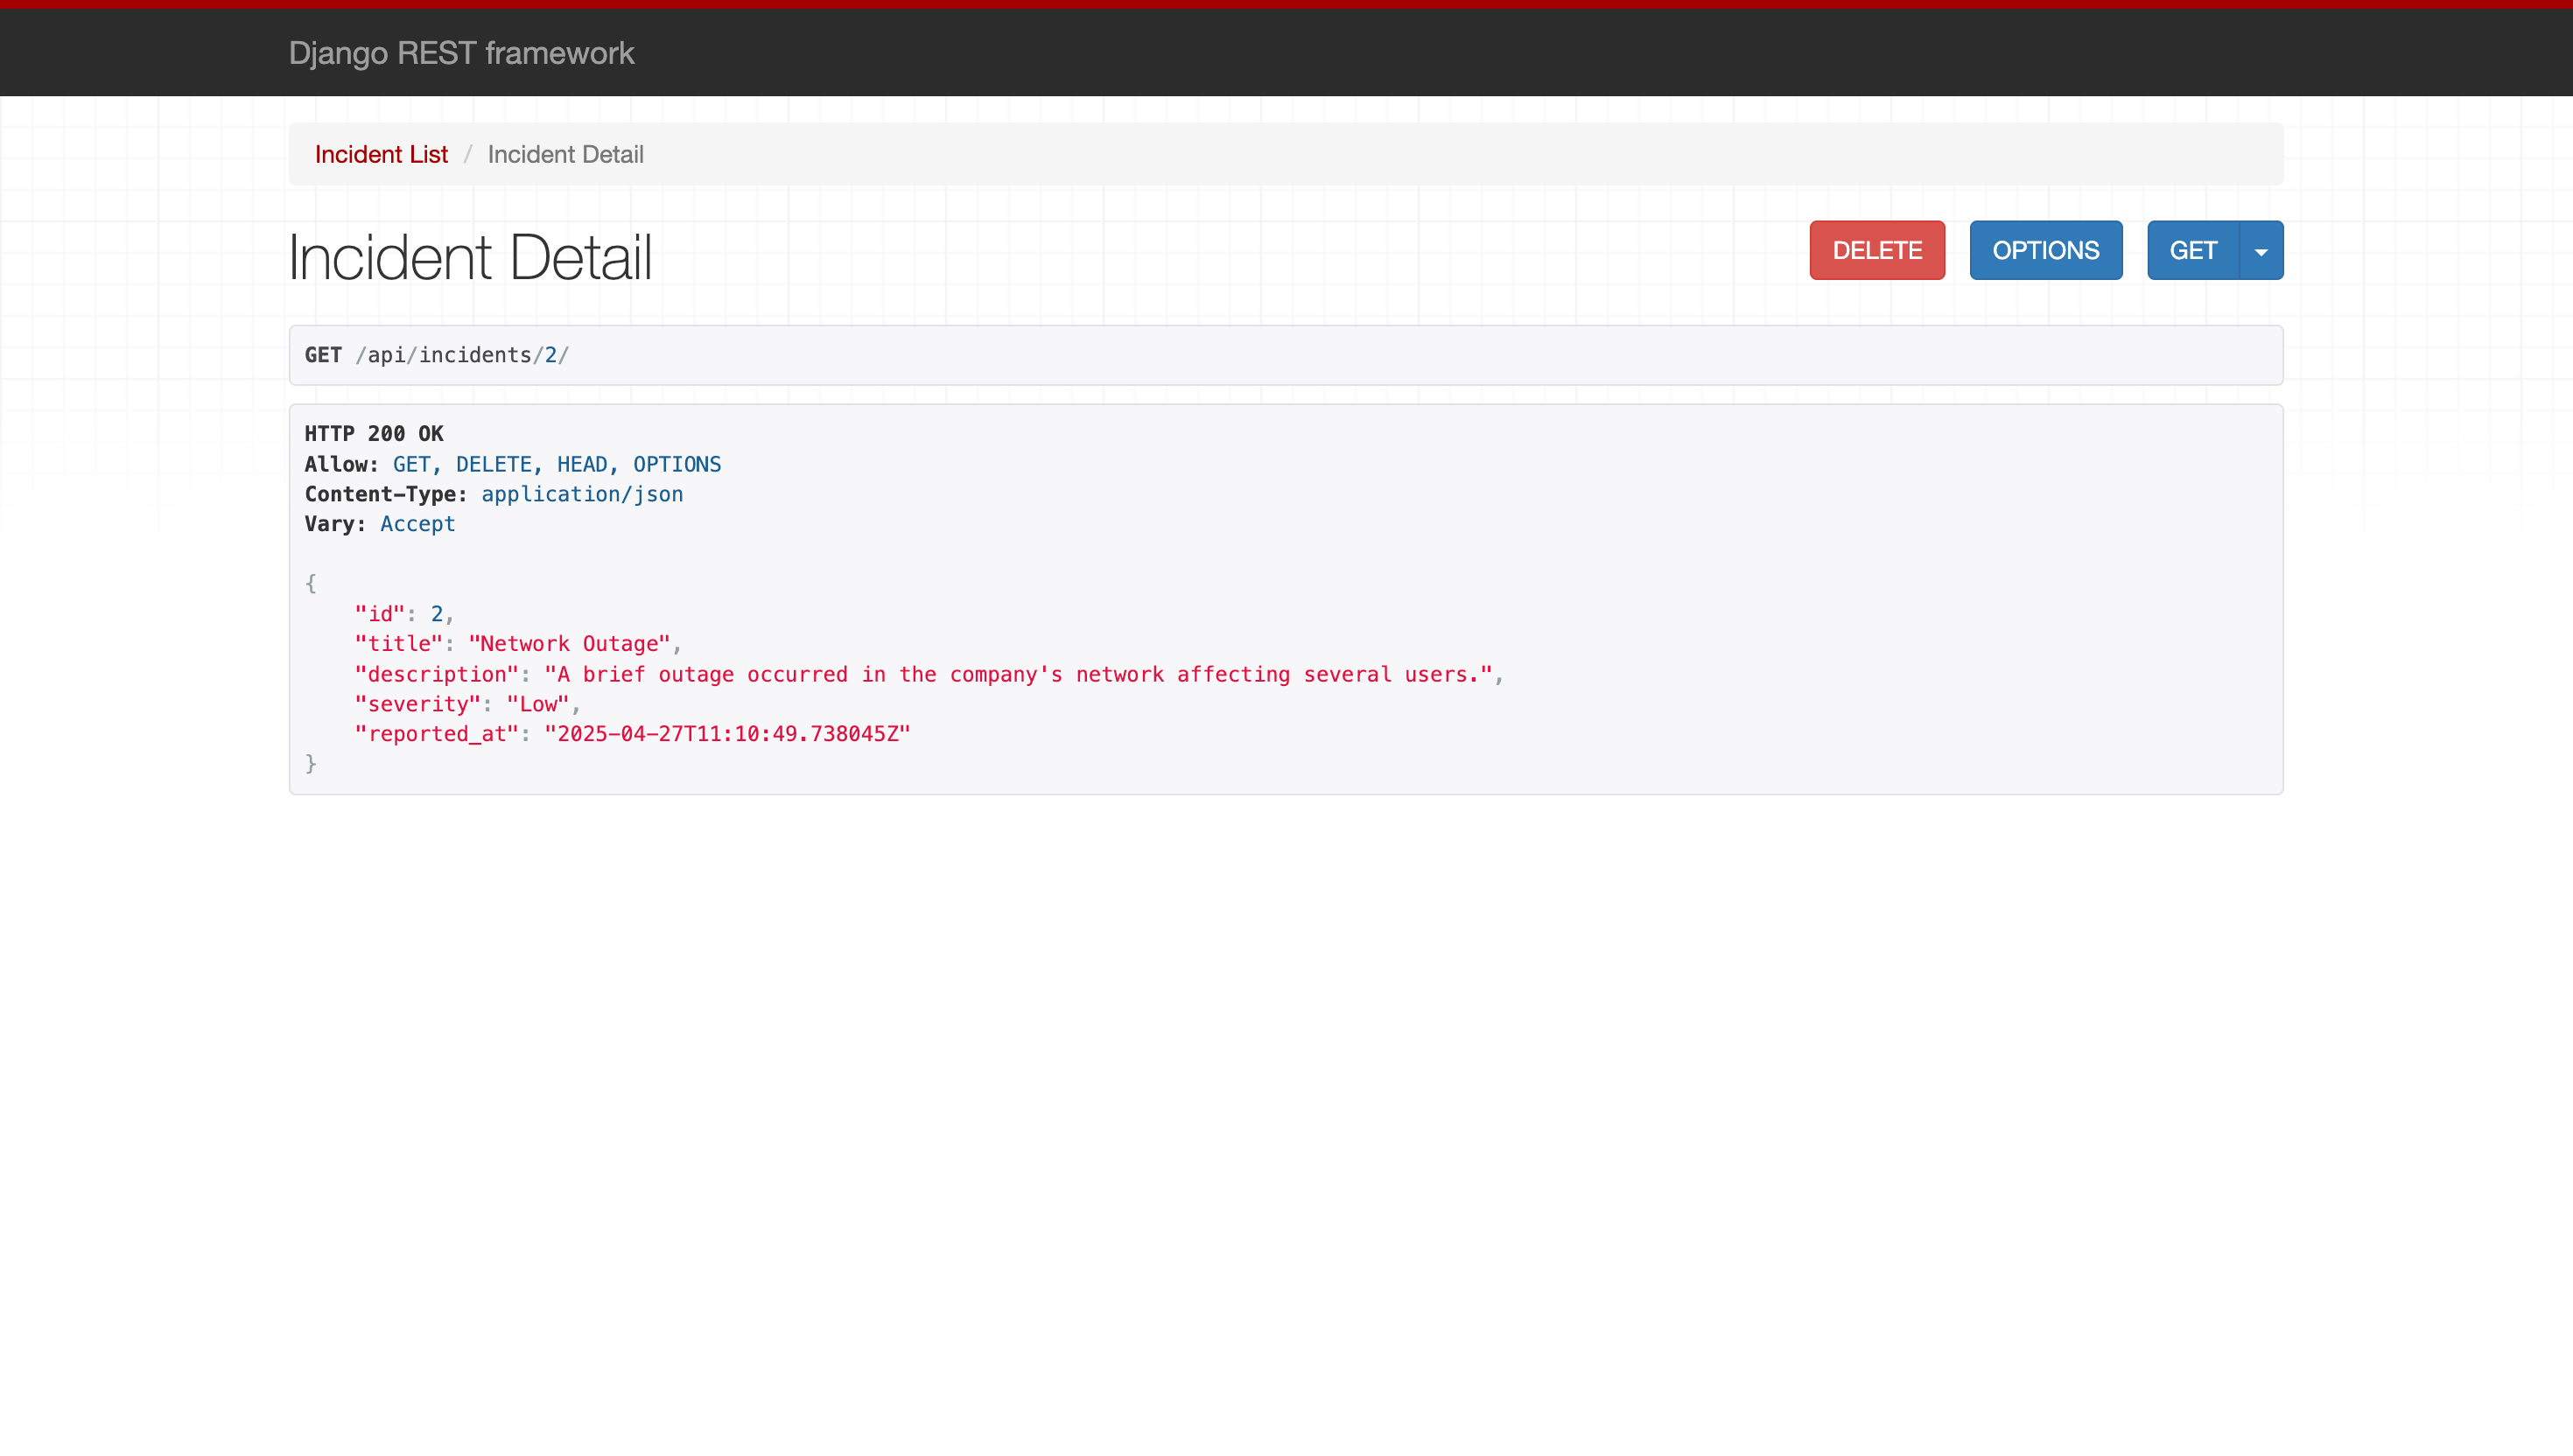 Django REST framework
Incident List / Incident Detail
Incident Detail
DELETE OPTIONS GET
GET /api/incidents/2/
HTTP 200 OK
Allow: GET, DELETE, HEAD, OPTIONS
Content-Type: application/json
Vary: Accept
{
    "id": 2,
    "title": "Network Outage",
    "description": "A brief outage occurred in the company's network affecting several users.",
    "severity": "Low",
    "reported_at": "2025-04-27T11:10:49.738045Z"
}